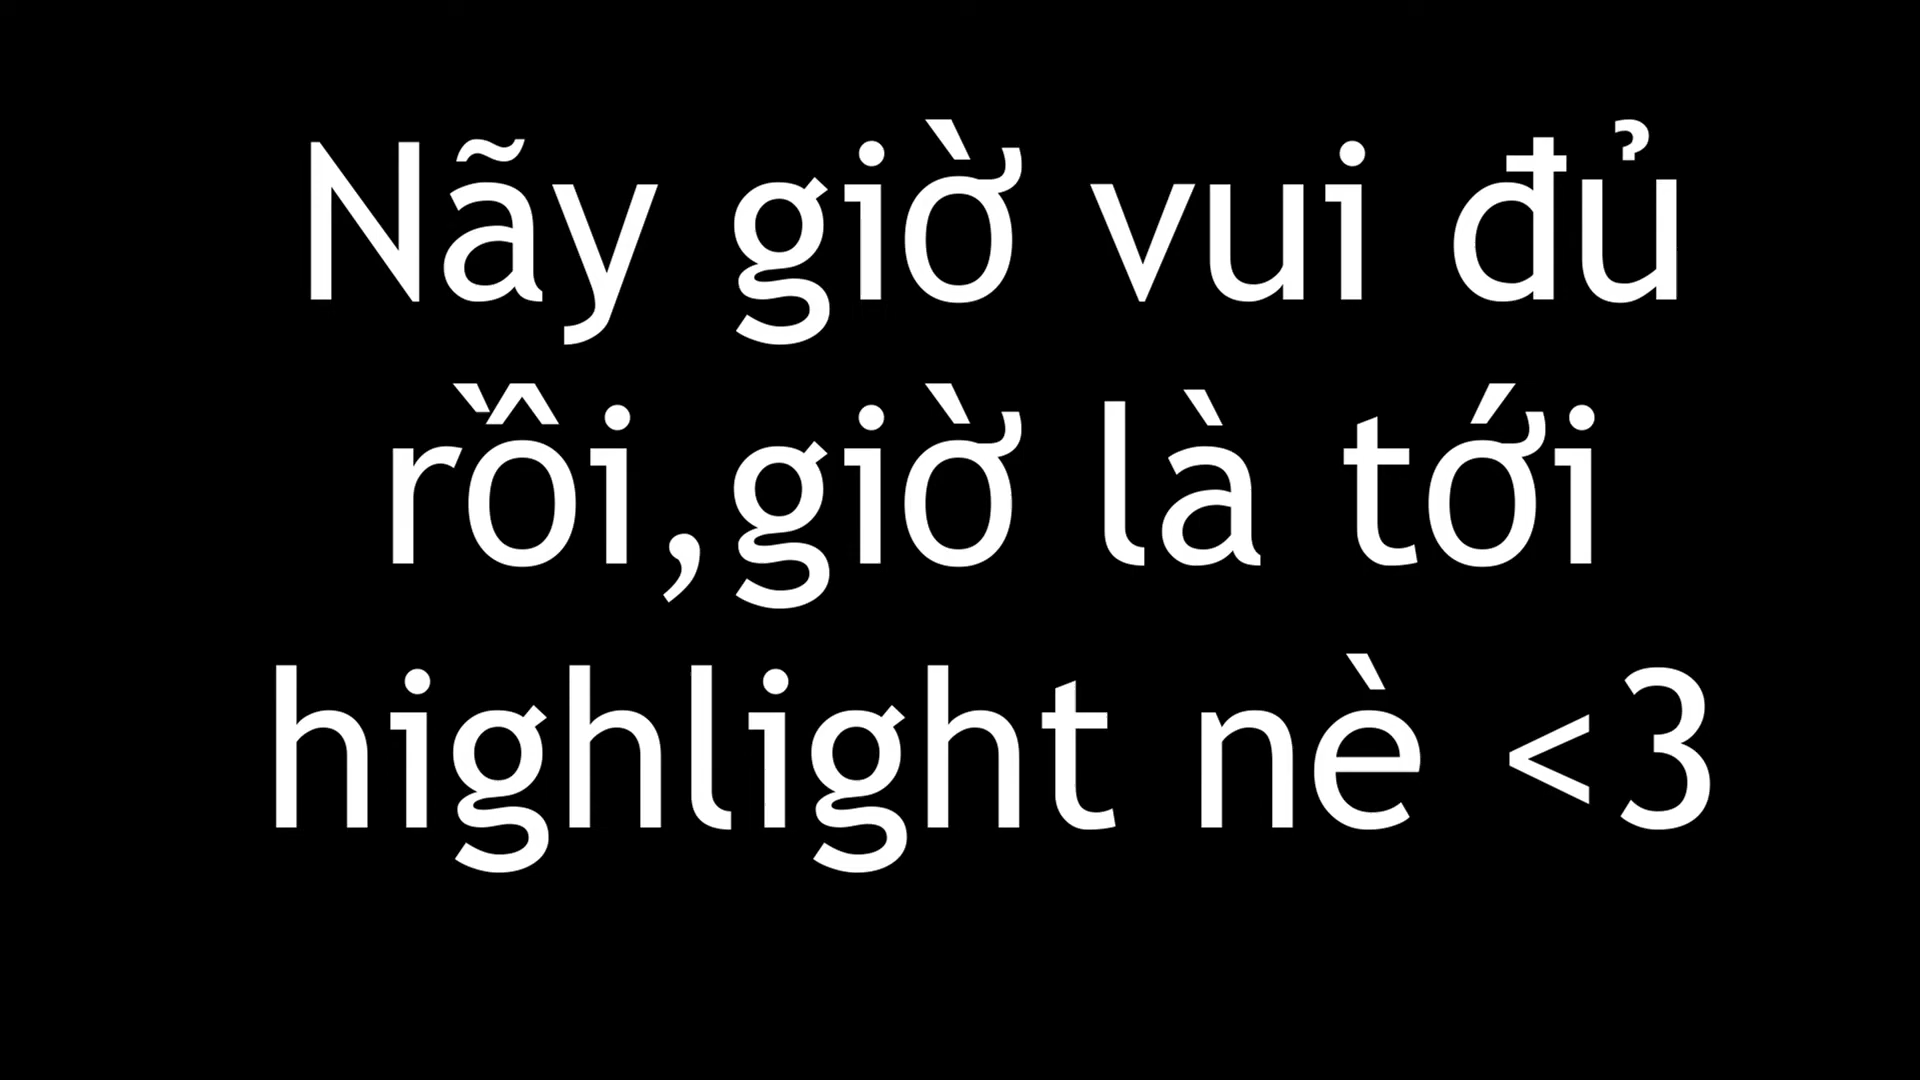 Nãy giờ vui đủ
rồi,giờ là tới
highlight nè <3